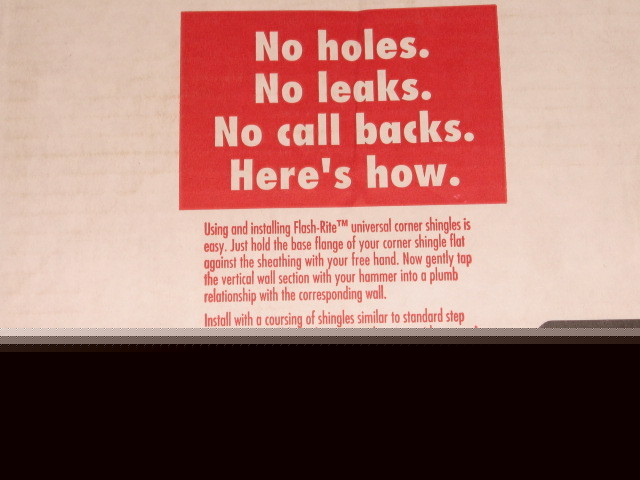 No holes.
No leaks.
No call backs.
Here's how.
Using and installing Flash-Rite™ universal corner shingles is
easy. Just hold the base flange of your corner shingle flat
against the sheathing with your free hand. Now gently tap
the vertical wall section with your hammer into a plumb
relationship with the corresponding wall.
Install with a coursing of shingles similar to standard step